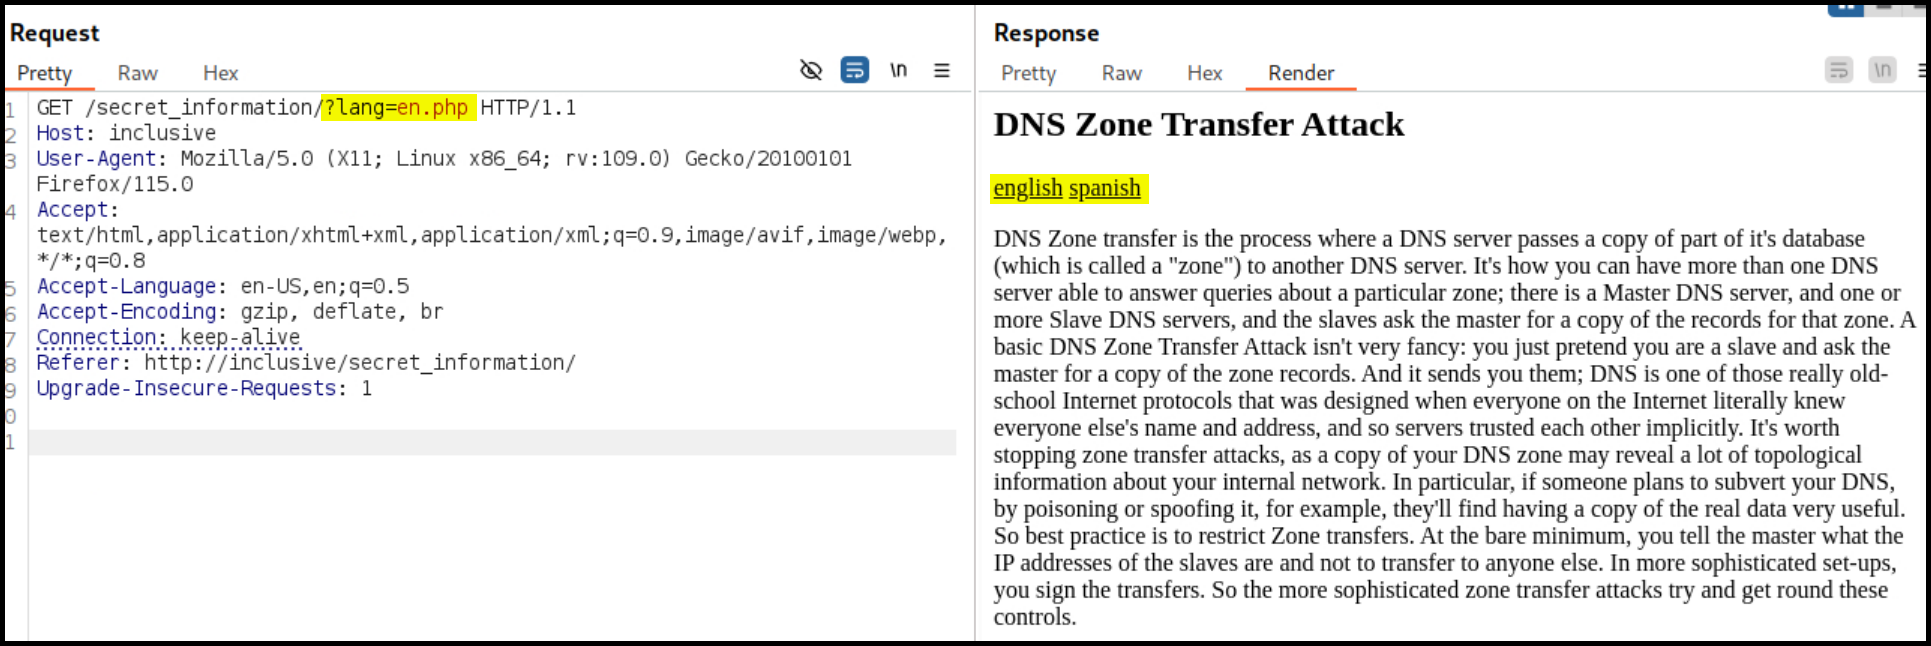 Request
Pretty Raw Hex \n
1 GET /secret_information/?lang=en.php HTTP/1.1
2 Host: inclusive
3 User-Agent: Mozilla/5.0 (X11; Linux x86_64; rv:109.0) Gecko/20100101
Firefox/115.0
4 Accept:
text/html,application/xhtml+xml,application/xml;q=0.9,image/avif,image/webp,
*/*;q=0.8
5 Accept-Language: en-US,en;q=0.5
6 Accept-Encoding: gzip, deflate, br
7 Connection: keep-alive
8 Referer: http://inclusive/secret_information/
9 Upgrade-Insecure-Requests: 1
0
1
Response
Pretty Raw Hex Render \n
DNS Zone Transfer Attack
english spanish
DNS Zone transfer is the process where a DNS server passes a copy of part of it's database
(which is called a "zone") to another DNS server. It's how you can have more than one DNS
server able to answer queries about a particular zone; there is a Master DNS server, and one or
more Slave DNS servers, and the slaves ask the master for a copy of the records for that zone. A
basic DNS Zone Transfer Attack isn't very fancy: you just pretend you are a slave and ask the
master for a copy of the zone records. And it sends you them; DNS is one of those really old-
school Internet protocols that was designed when everyone on the Internet literally knew
everyone else's name and address, and so servers trusted each other implicitly. It's worth
stopping zone transfer attacks, as a copy of your DNS zone may reveal a lot of topological
information about your internal network. In particular, if someone plans to subvert your DNS,
by poisoning or spoofing it, for example, they'll find having a copy of the real data very useful.
So best practice is to restrict Zone transfers. At the bare minimum, you tell the master what the
IP addresses of the slaves are and not to transfer to anyone else. In more sophisticated set-ups,
you sign the transfers. So the more sophisticated zone transfer attacks try and get round these
controls.